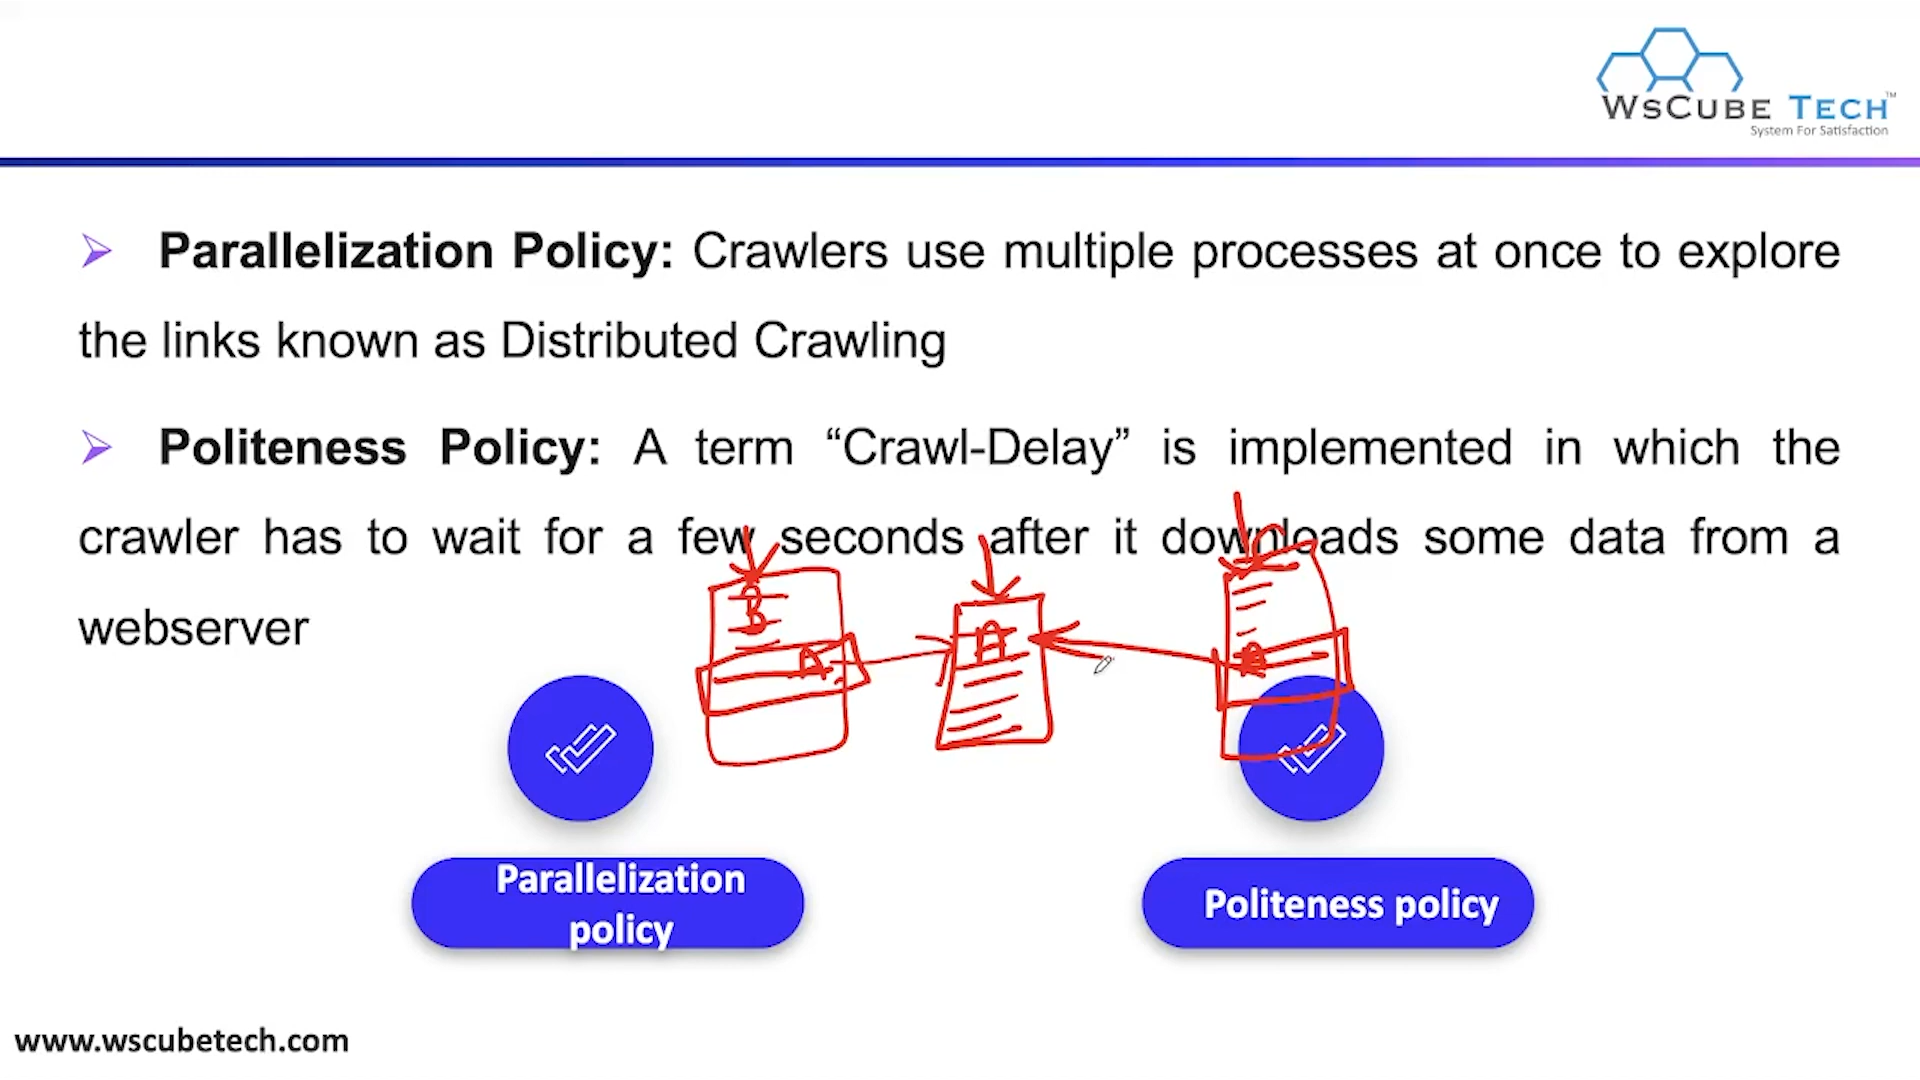 WsCube Tech™
System For Satisfaction
➢ Parallelization Policy: Crawlers use multiple processes at once to explore
the links known as Distributed Crawling
➢ Politeness Policy: A term “Crawl-Delay” is implemented in which the
crawler has to wait for a few seconds after it downloads some data from a
webserver
B
A
A
Parallelization
policy
Politeness policy
www.wscubetech.com